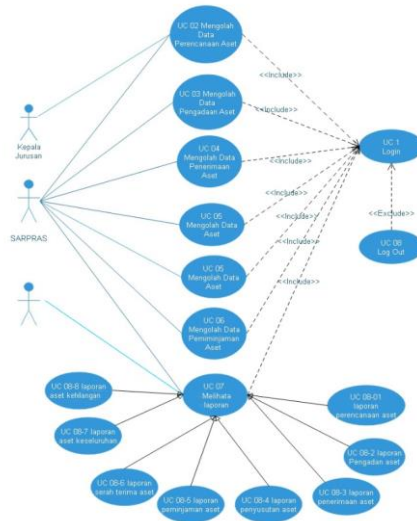 UC 02 Mengolah
Data
Perencanaan Aset
<<Include>>
UC 03 Mengolah
Data
Pengadaan Aset
<<Include>>
Kepala
Jurusan
UC 04
Mengolah Data
Penerimaan
Aset
<<Include>>
UC 1
Login
SARPRAS
UC 05
Mengolah Data
Aset
<<Include>>
<<Include>>
<<Exclude>>
UC 08
Log Out
UC 05
Mengolah Data
Aset
<<Include>>
UC 06
Mengolah Data
Pemiminjaman
Aset
<<Include>>
UC 07
Melihata
laporan
UC 08-8 laporan
aset kehilangan
UC 08-01
laporan
perencanaan aset
UC 08-7 laporan
aset keseluruhan
UC 08-2 laporan
Pengadan aset
UC 08-6 laporan
serah terima aset
UC 08-5 laporan
peminjaman aset
UC 08-4 laporan
penyusutan aset
UC 08-3 laporan
penerimaan aset